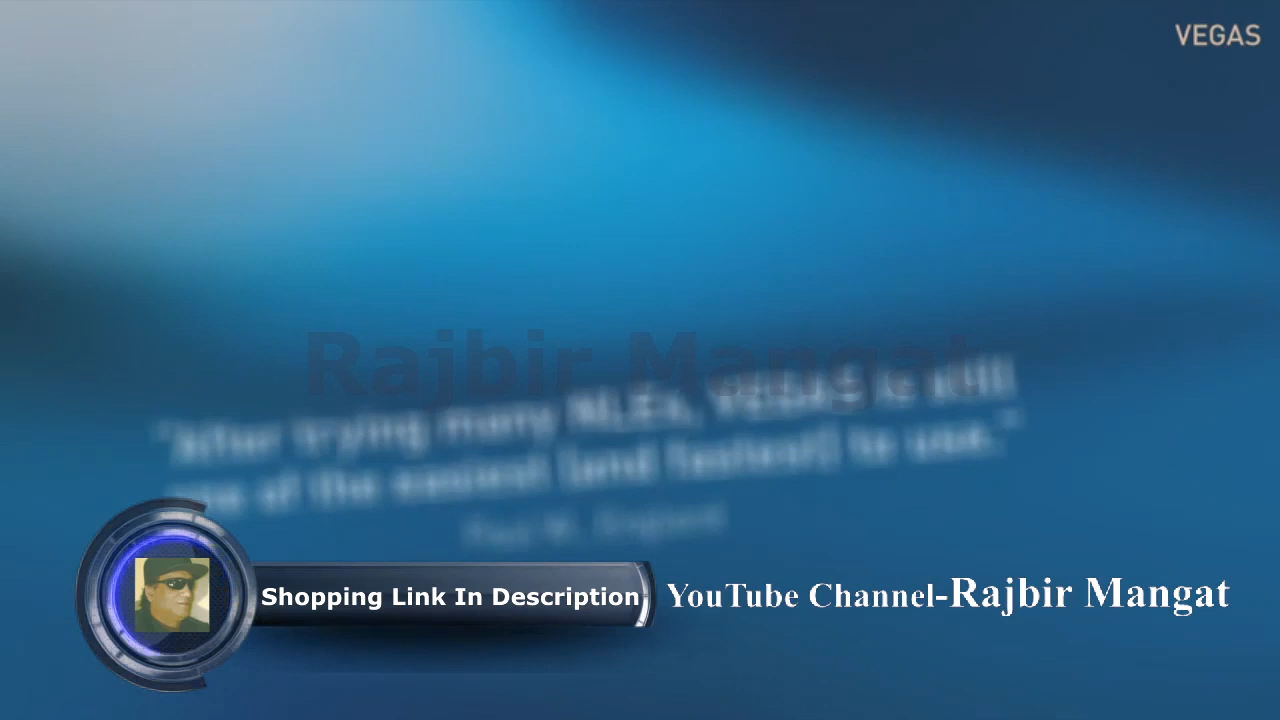 VEGAS
Rajbir Mangat
"After trying many NLEs, VEGAS is still
one of the easiest (and fastest) to use."
Shopping Link In Description
YouTube Channel-Rajbir Mangat